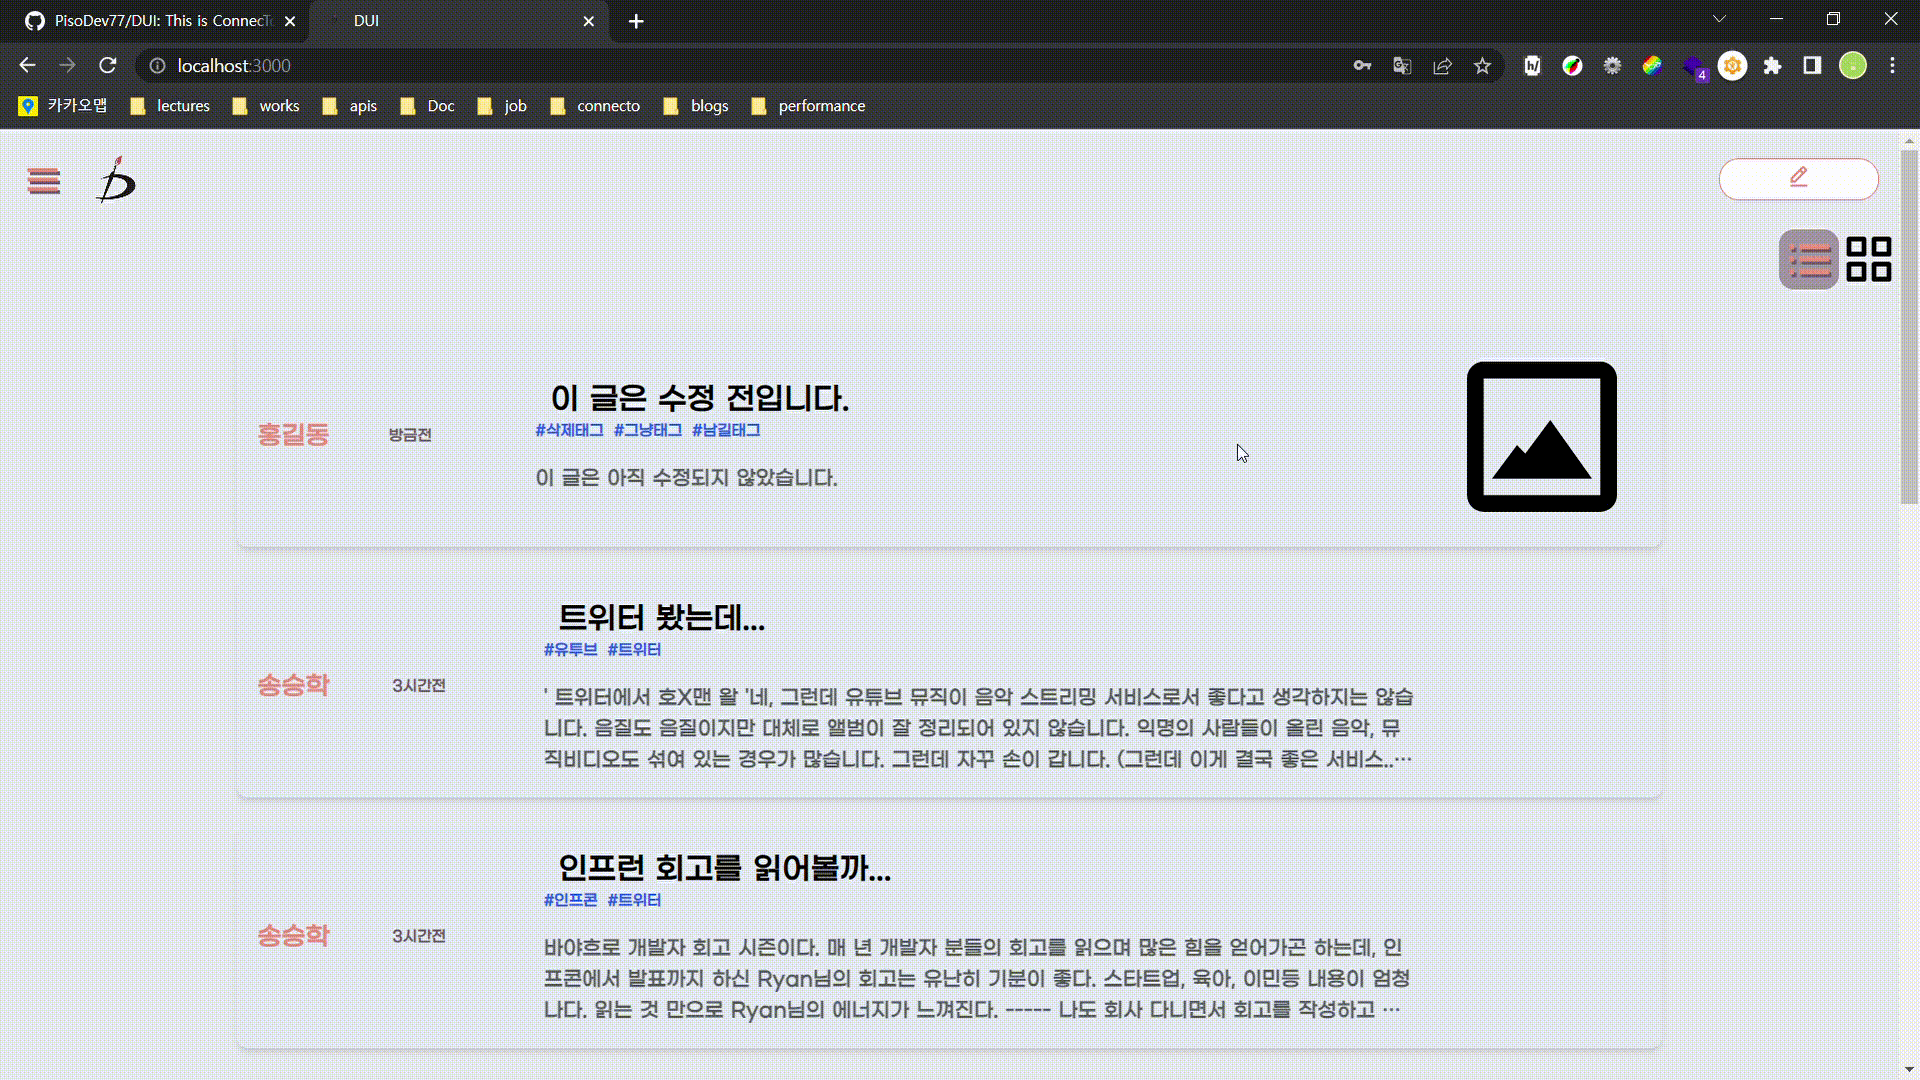 PisoDev77/DUI: This is ConnecTo
DUI
localhost:3000
4
카카오맵
lectures
works
apis
Doc
job
connecto
blogs
performance
이 글은 수정 전입니다.
#삭제태그 #그냥태그 #남길태그
홍길동
방금전
이 글은 아직 수정되지 않았습니다.
트위터 봤는데...
#유투브 #트위터
송승학
3시간전
' 트위터에서 호X맨 왈 '네, 그런데 유튜브 뮤직이 음악 스트리밍 서비스로서 좋다고 생각하지는 않습
니다. 음질도 음질이지만 대체로 앨범이 잘 정리되어 있지 않습니다. 익명의 사람들이 올린 음악, 뮤
직비디오도 섞여 있는 경우가 많습니다. 그런데 자꾸 손이 갑니다. (그런데 이게 결국 좋은 서비스..…
인프런 회고를 읽어볼까...
#인프콘 #트위터
송승학
3시간전
바야흐로 개발자 회고 시즌이다. 매 년 개발자 분들의 회고를 읽으며 많은 힘을 얻어가곤 하는데, 인
프콘에서 발표까지 하신 Ryan님의 회고는 유난히 기분이 좋다. 스타트업, 육아, 이민등 내용이 엄청
나다. 읽는 것 만으로 Ryan님의 에너지가 느껴진다. ----- 나도 회사 다니면서 회고를 작성하고 …